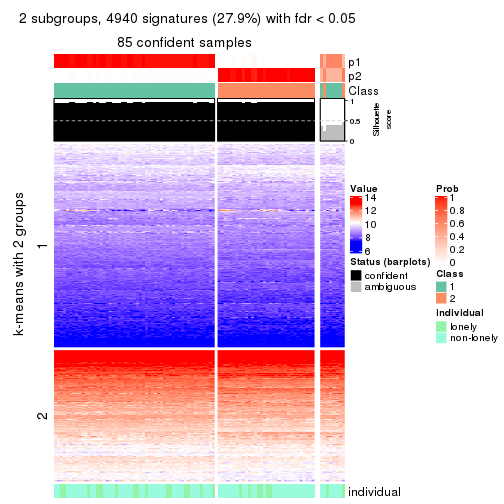 2 subgroups, 4940 signatures (27.9%) with fdr < 0.05
85 confident samples
p1
p2
Class
1
0.5
0
Silhouette
score
k-means with 2 groups
1
2
individual
Value
14
12
10
8
6
Status (barplots)
confident
ambiguous
Prob
1
0.8
0.6
0.4
0.2
0
Class
1
2
individual
lonely
non-lonely